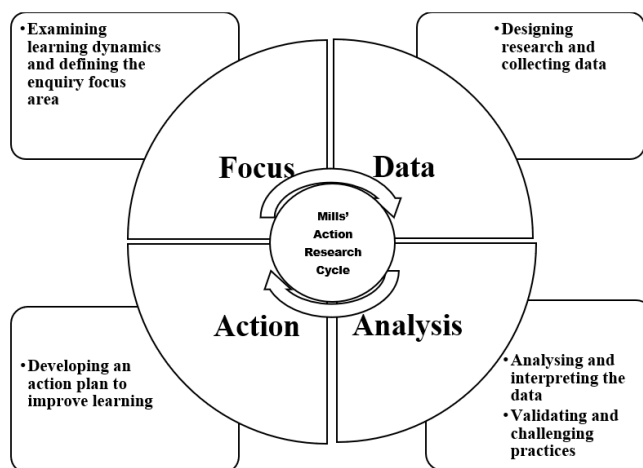 • Examining
learning dynamics
and defining the
enquiry focus
area
• Designing
research and
collecting data
Focus
Data
Mills'
Action
Research
Cycle
Action
Analysis
• Developing an
action plan to
improve learning
• Analysing and
interpreting the
data
• Validating and
challenging
practices